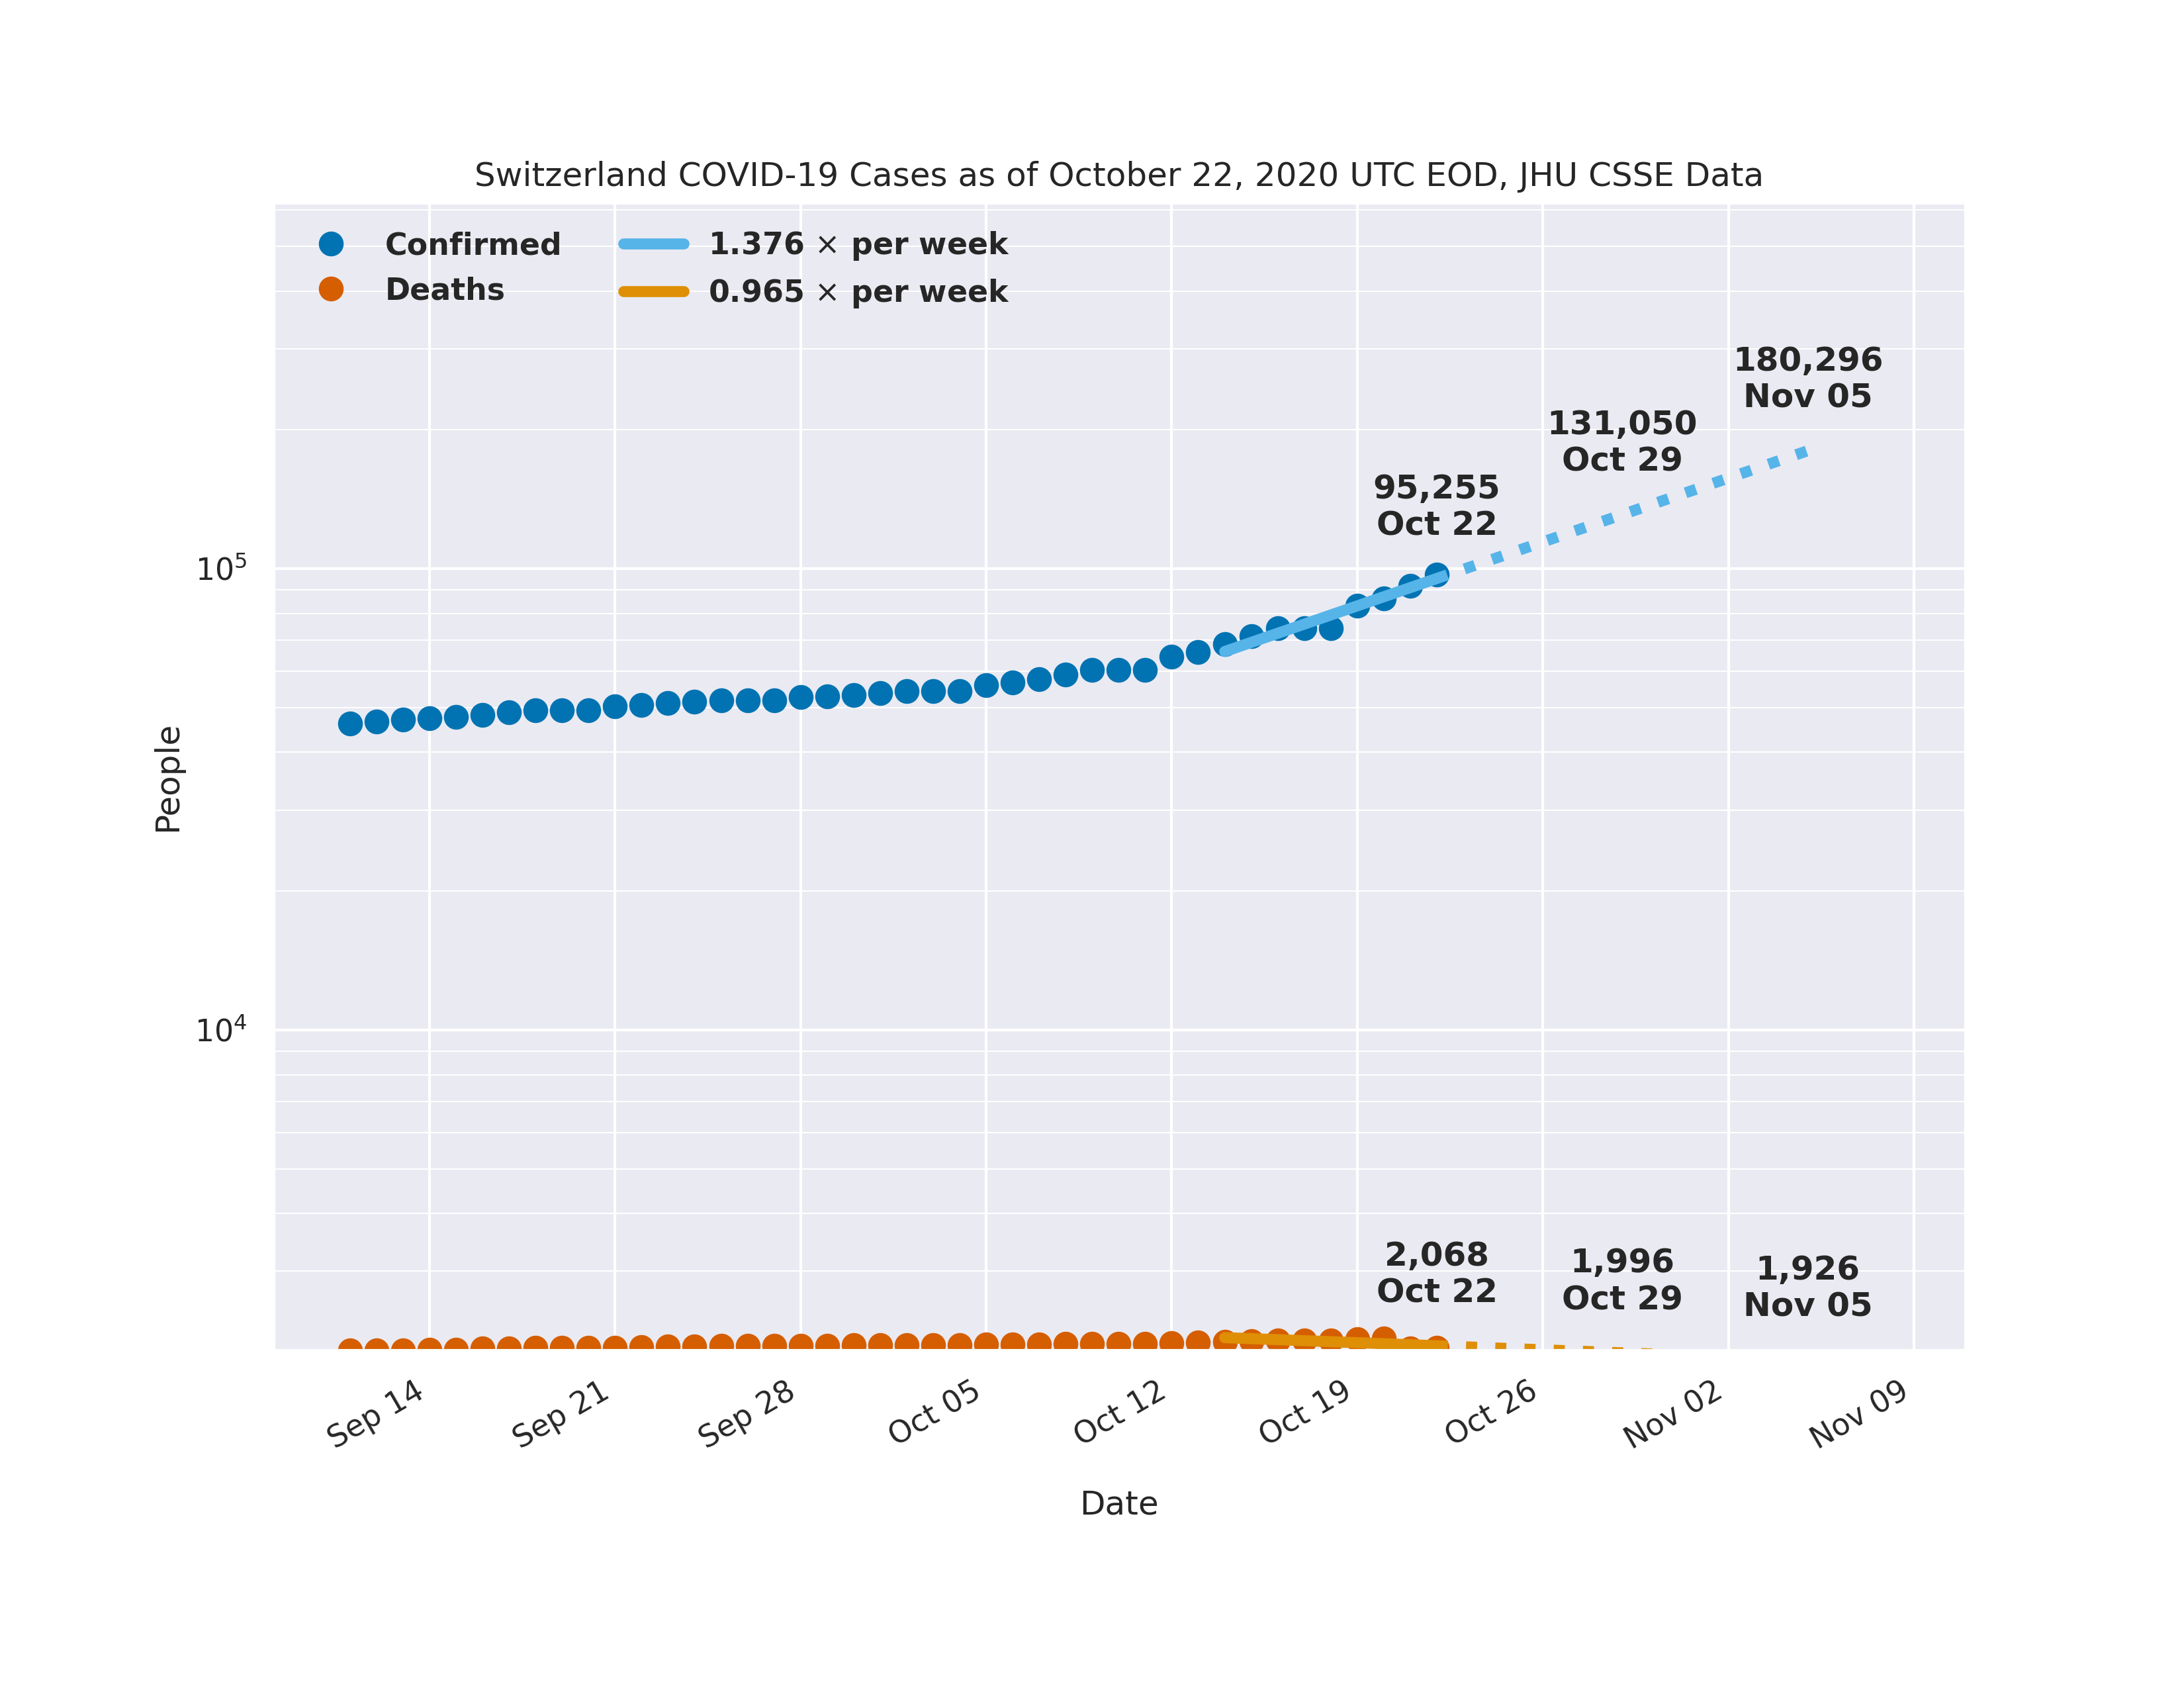 Switzerland COVID-19 Cases as of October 22, 2020 UTC EOD, JHU CSSE Data
Confirmed
Deaths
1.376 × per week
0.965 × per week
180,296
Nov 05
131,050
Oct 29
95,255
Oct 22
10⁵
10⁴
People
2,068
Oct 22
1,996
Oct 29
1,926
Nov 05
Sep 14
Sep 21
Sep 28
Oct 05
Oct 12
Oct 19
Oct 26
Nov 02
Nov 09
Date